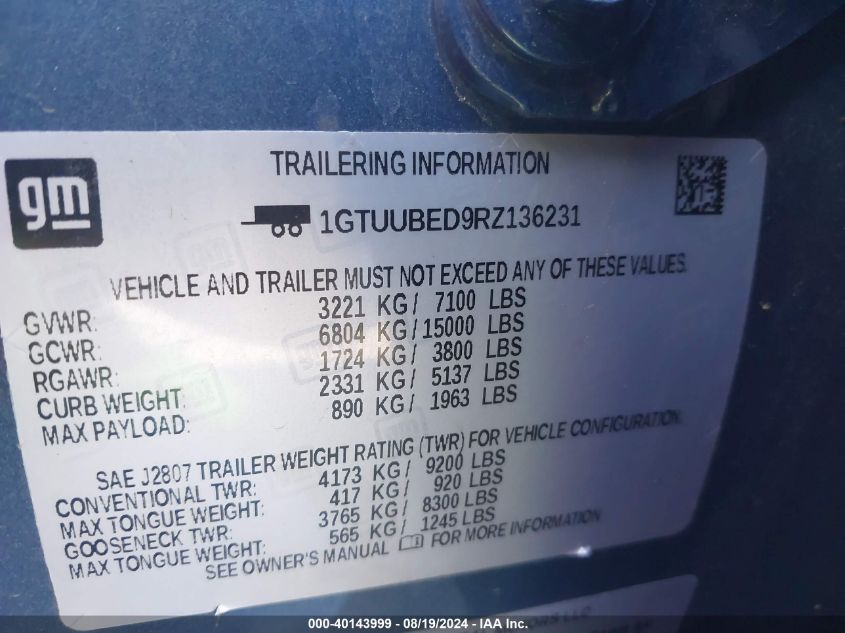 gm
TRAILERING INFORMATION
1GTUUBED9RZ136231
VEHICLE AND TRAILER MUST NOT EXCEED ANY OF THESE VALUES.
GVWR: 3221 KG/ 7100 LBS
GCWR: 6804 KG/15000 LBS
RGAWR: 1724 KG/ 3800 LBS
CURB WEIGHT: 2331 KG/ 5137 LBS
MAX PAYLOAD: 890 KG/ 1963 LBS
SAE J2807 TRAILER WEIGHT RATING (TWR) FOR VEHICLE CONFIGURATION.
CONVENTIONAL TWR: 4173 KG/ 9200 LBS
MAX TONGUE WEIGHT: 417 KG/ 920 LBS
GOOSENECK TWR: 3765 KG/ 8300 LBS
MAX TONGUE WEIGHT: 565 KG/ 1245 LBS
SEE OWNER'S MANUAL FOR MORE INFORMATION
LLC
000-40143999 - 08/19/2024 - IAA Inc.